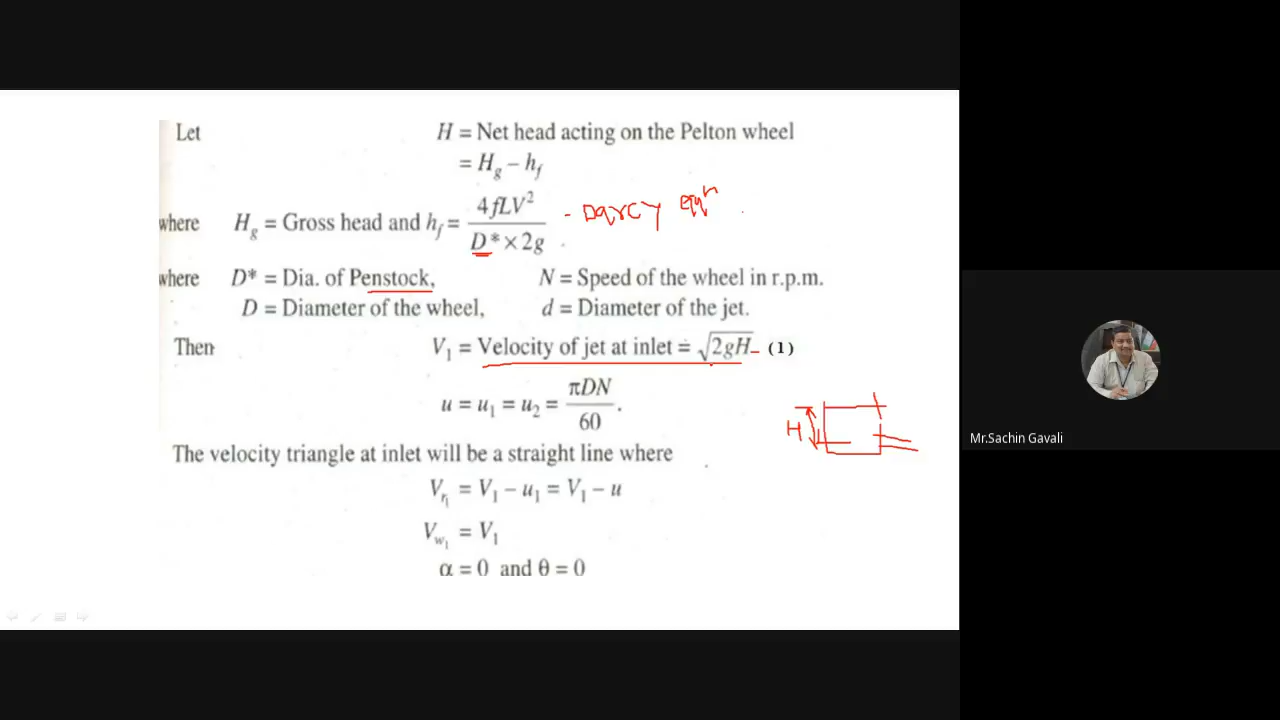 Let H = Net head acting on the Pelton wheel
= H_g – h_f
where H_g = Gross head and h_f = 4fLV² / D* × 2g - Darcy eqⁿ
where D* = Dia. of Penstock, N = Speed of the wheel in r.p.m.
D = Diameter of the wheel, d = Diameter of the jet.
Then V₁ = Velocity of jet at inlet = √2gH – (1)
u = u₁ = u₂ = πDN / 60 .
H
The velocity triangle at inlet will be a straight line where
V_r₁ = V₁ – u₁ = V₁ – u
V_w₁ = V₁
α = 0 and θ = 0
Mr.Sachin Gavali